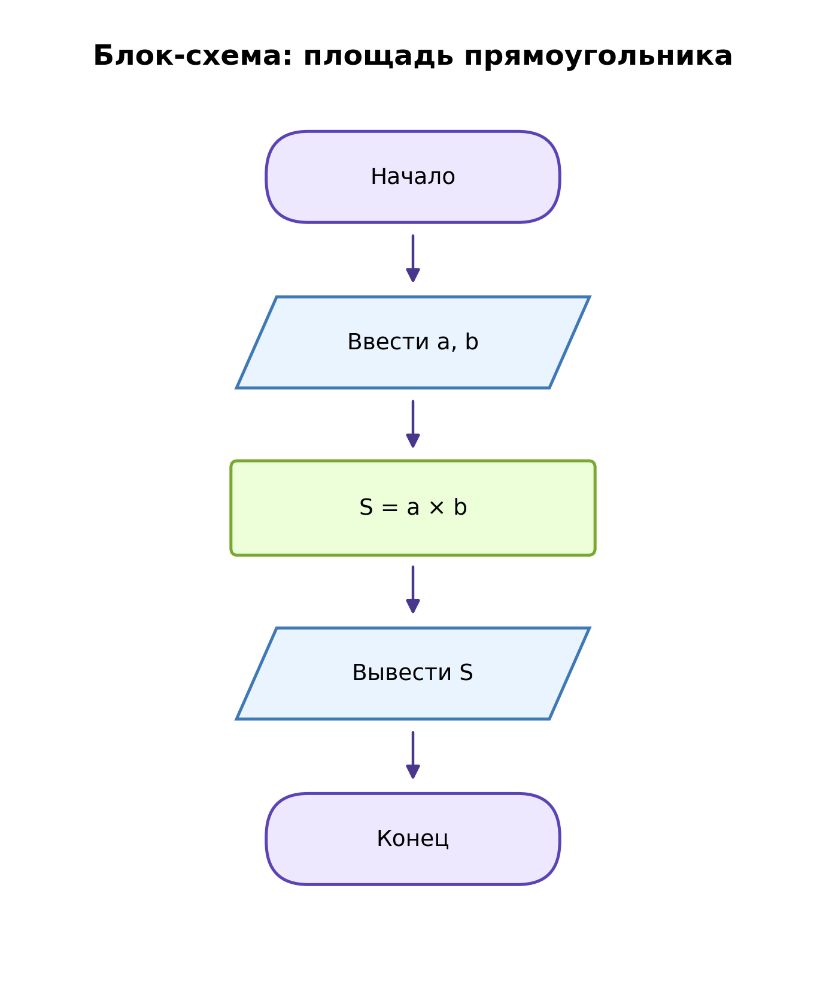 Блок-схема: площадь прямоугольника
Начало
Ввести a, b
S = a × b
Вывести S
Конец